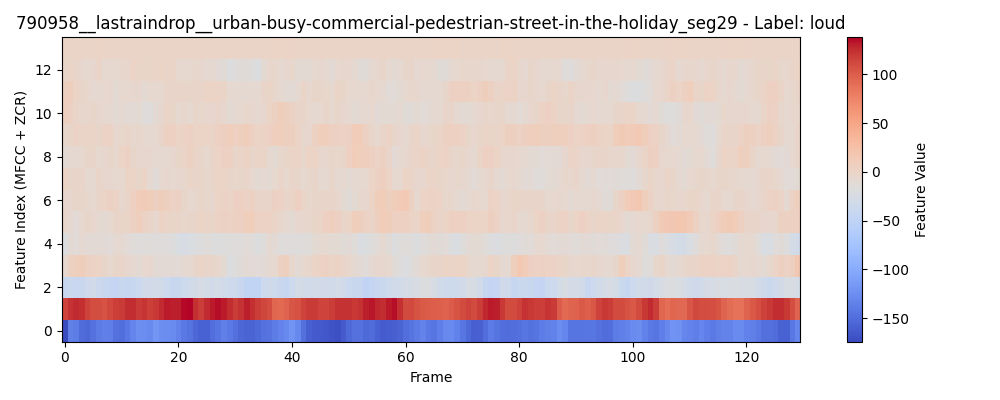 790958__lastraindrop__urban-busy-commercial-pedestrian-street-in-the-holiday_seg29 - Label: loud
Feature Index (MFCC + ZCR)
12
10
8
6
4
2
0
0 20 40 60 80 100 120
Frame
100
50
0
−50
−100
−150
Feature Value